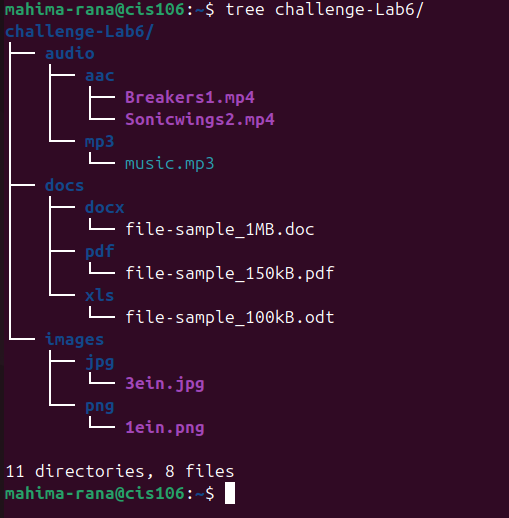 mahima-rana@cis106:~$ tree challenge-Lab6/
challenge-Lab6/
├── audio
│   ├── aac
│   │   ├── Breakers1.mp4
│   │   └── Sonicwings2.mp4
│   └── mp3
│       └── music.mp3
├── docs
│   ├── docx
│   │   └── file-sample_1MB.doc
│   ├── pdf
│   │   └── file-sample_150kB.pdf
│   └── xls
│       └── file-sample_100kB.odt
└── images
    ├── jpg
    │   └── 3ein.jpg
    └── png
        └── 1ein.png
11 directories, 8 files
mahima-rana@cis106:~$